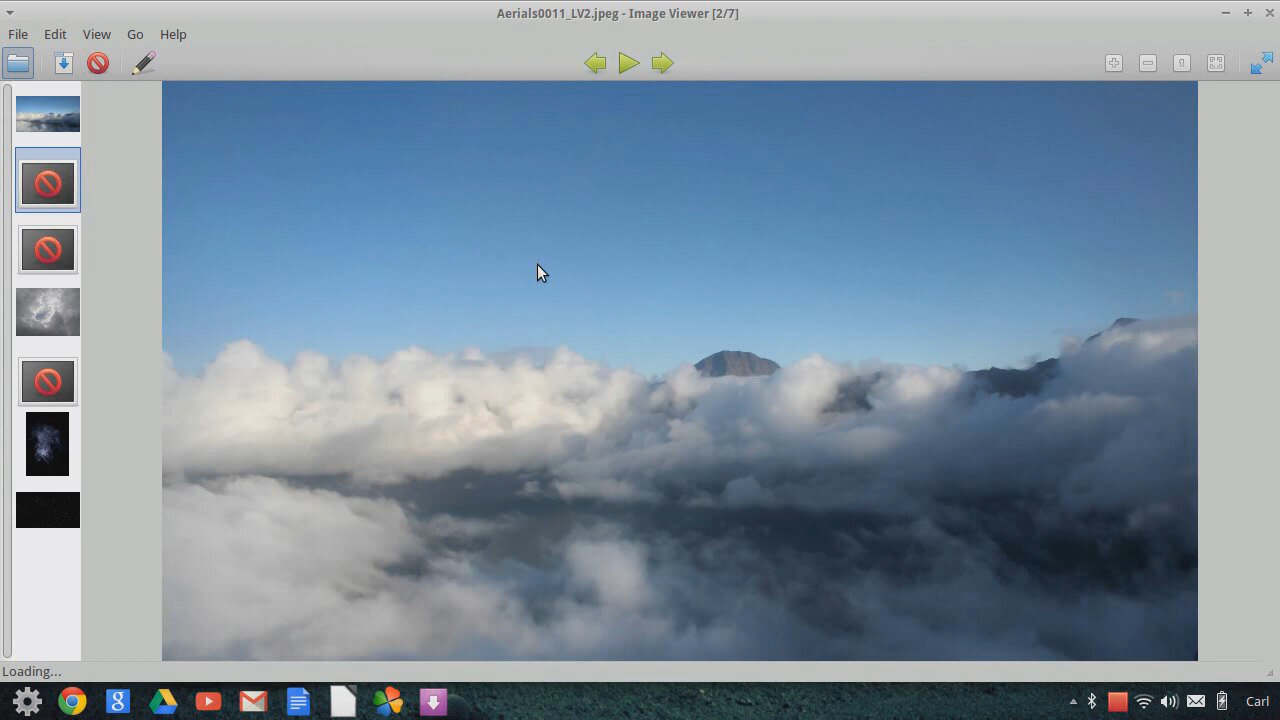 Aerials0011_LV2.jpeg - Image Viewer [2/7]
File Edit View Go Help
Loading...
Carl